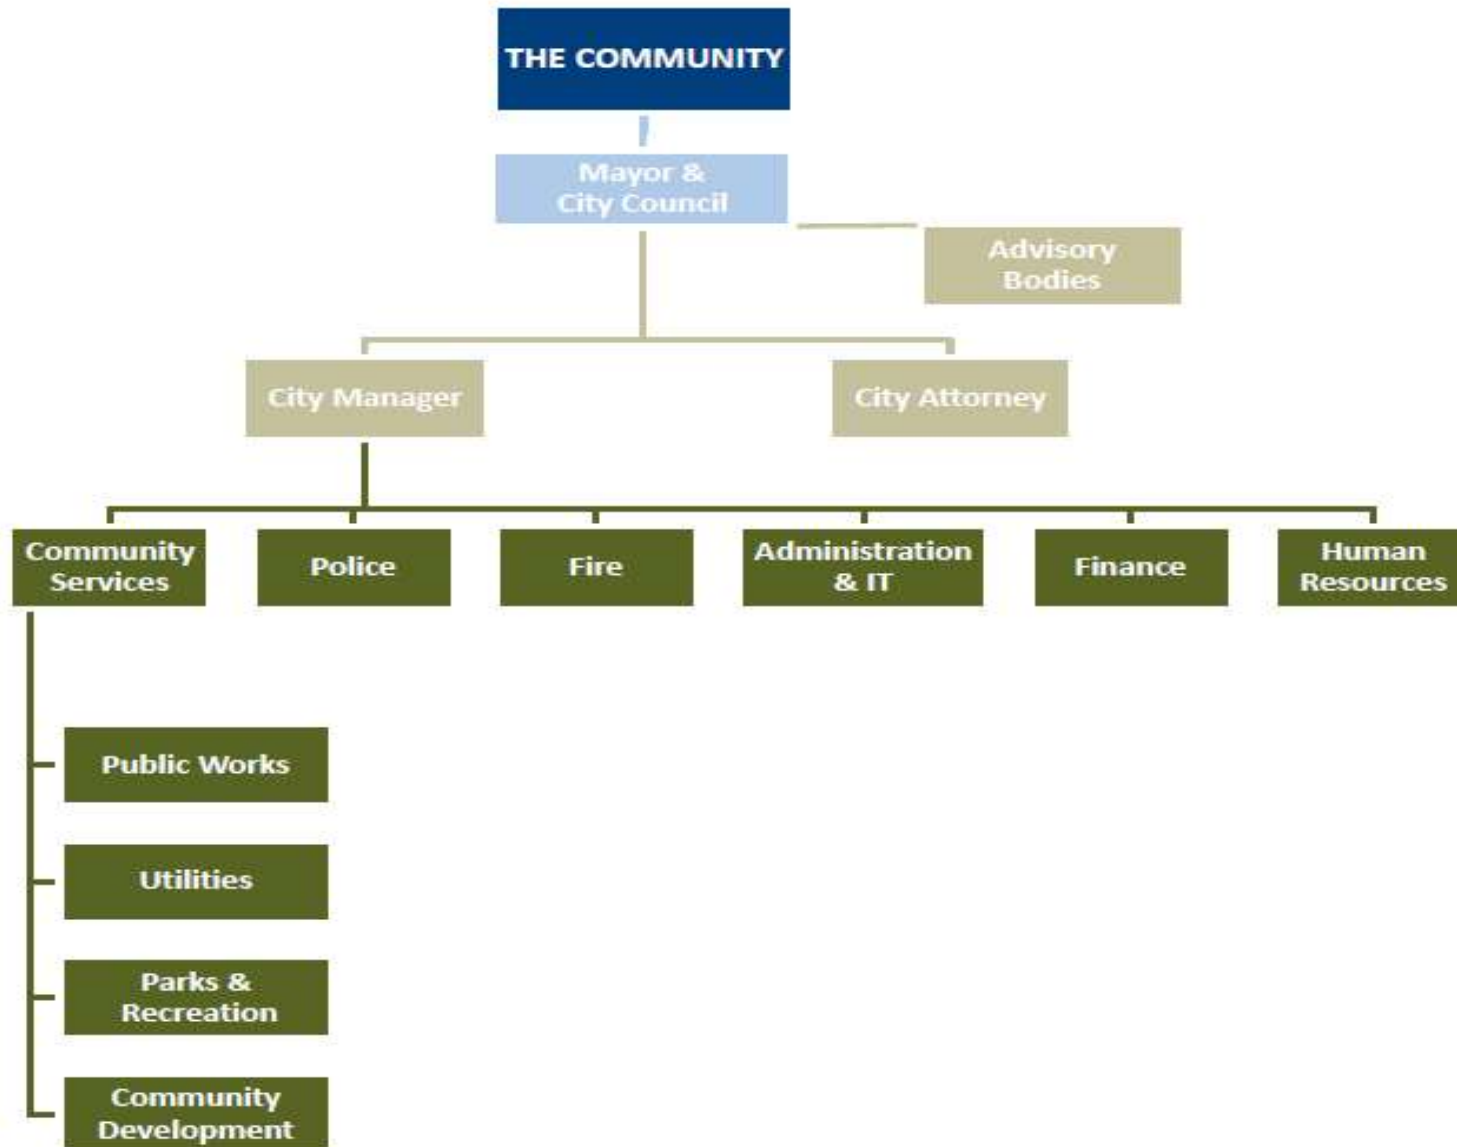 THE COMMUNITY
Mayor &
City Council
Advisory
Bodies
City Manager
City Attorney
Community
Services
Police
Fire
Administration
& IT
Finance
Human
Resources
Public Works
Utilities
Parks &
Recreation
Community
Development